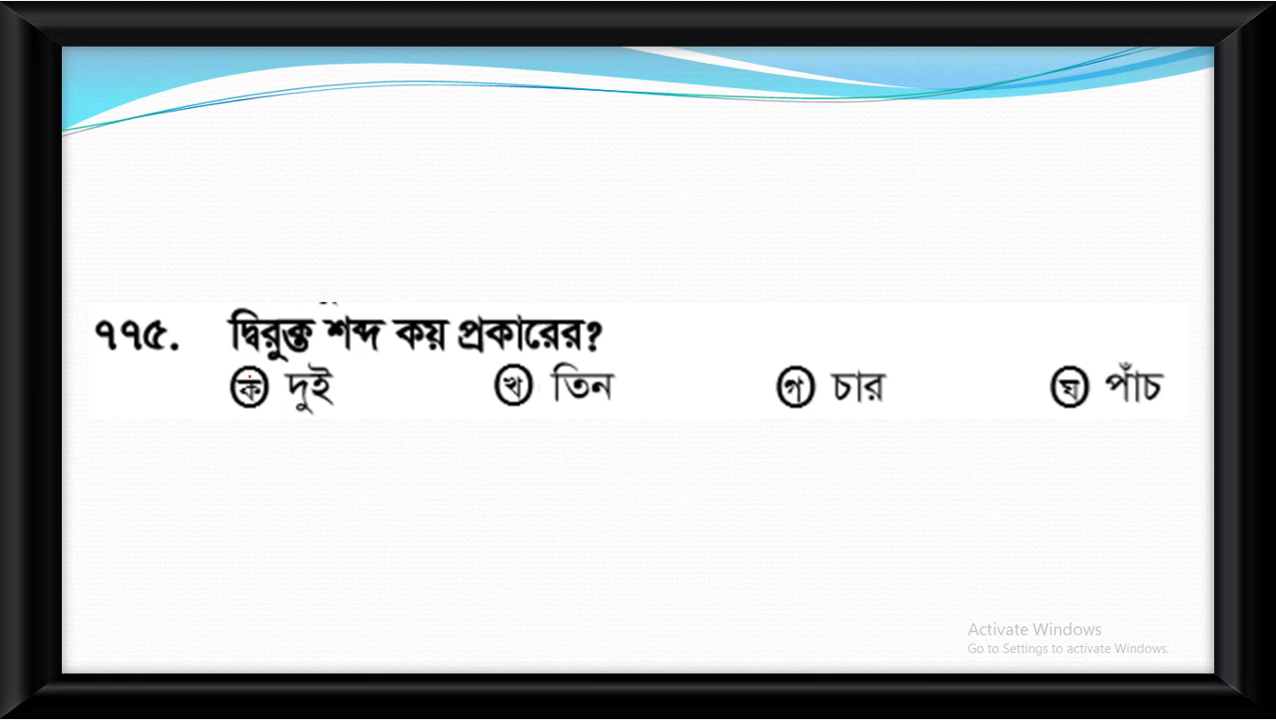 ৭৭৫. দ্বিরুক্ত শব্দ কয় প্রকারের?
ক দুই খ তিন গ চার ঘ পাঁচ
Activate Windows
Go to Settings to activate Windows.